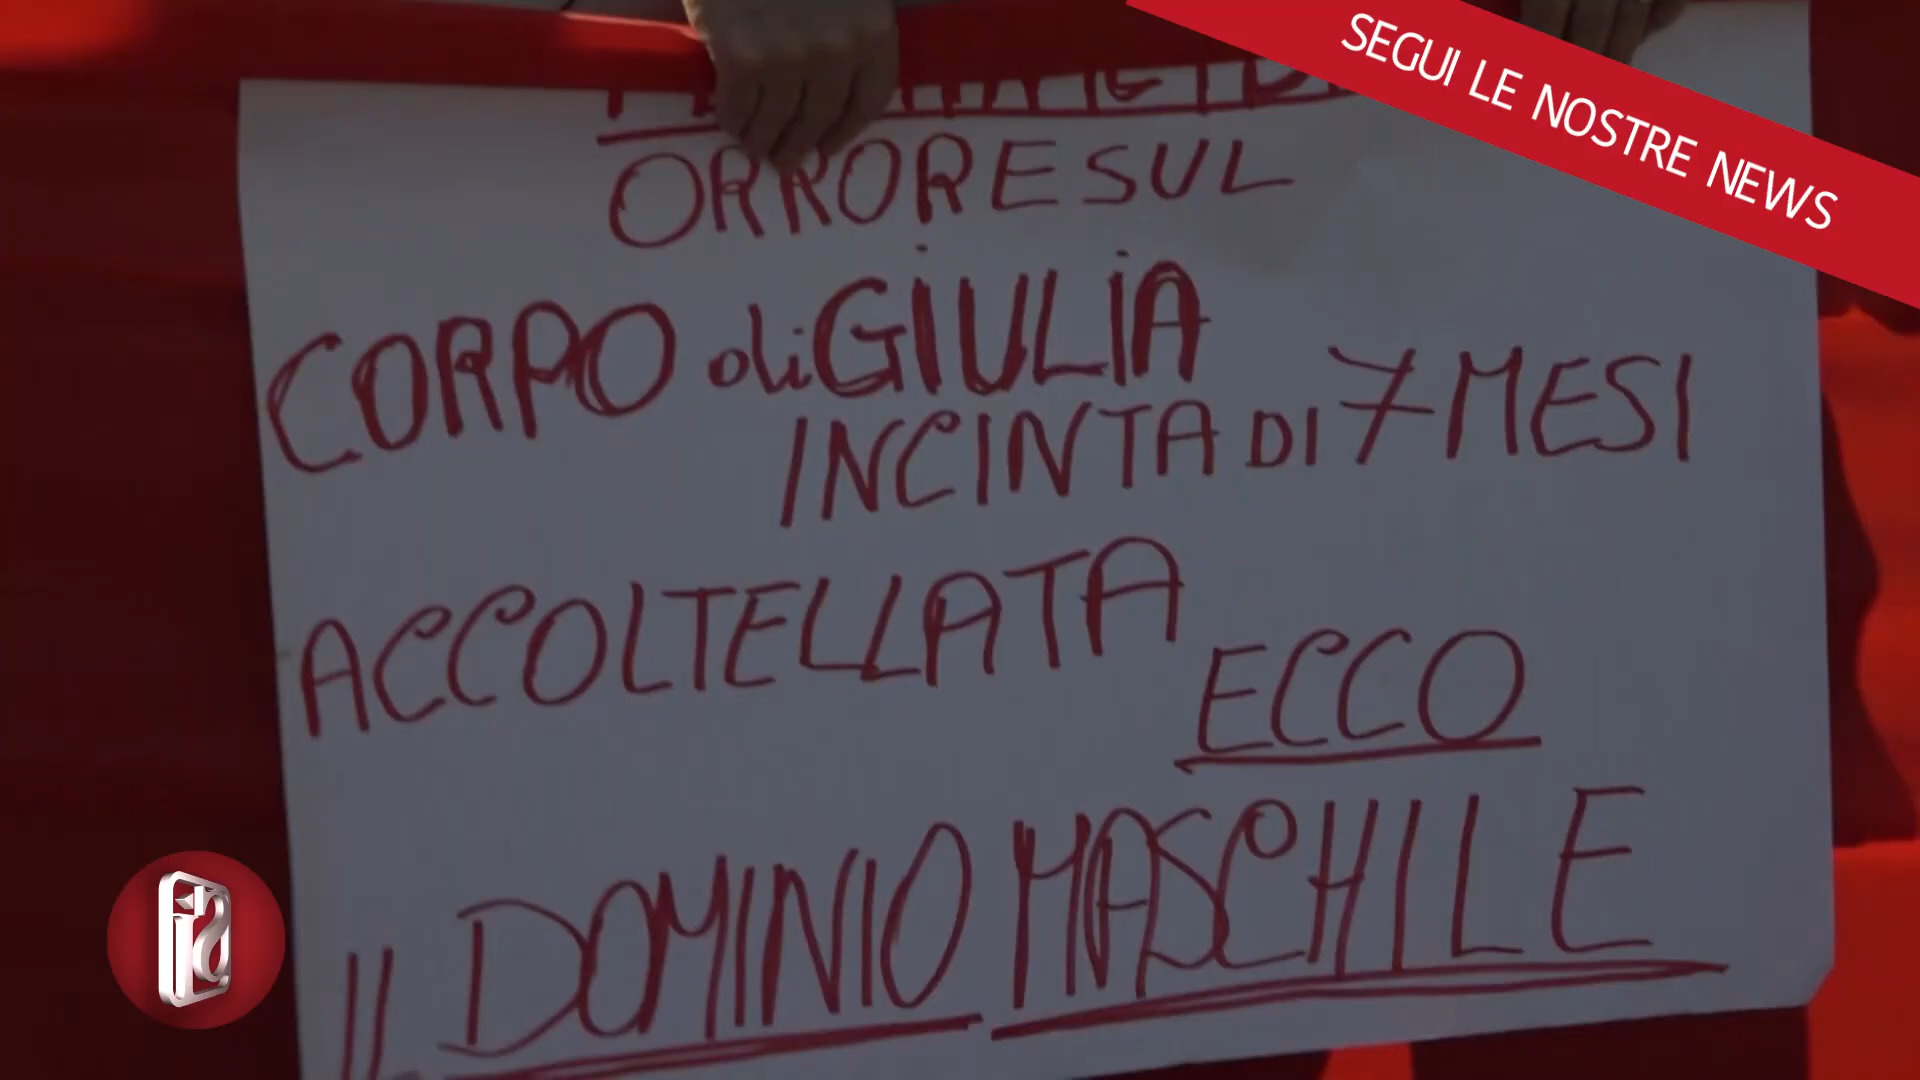 SEGUI LE NOSTRE NEWS
ORRORE SUL
CORPO di GIULIA
INCINTA DI 7 MESI
ACCOLTELLATA
ECCO
IL DOMINIO MASCHILE